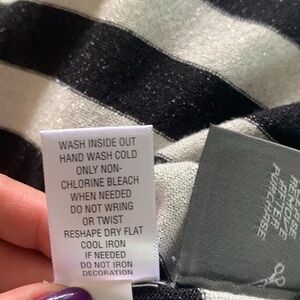 WASH INSIDE OUT
HAND WASH COLD
ONLY NON-
CHLORINE BLEACH
WHEN NEEDED
DO NOT WRING
OR TWIST
RESHAPE DRY FLAT
COOL IRON
IF NEEDED
DO NOT IRON
DECORATION
AFTER
PURCHASE